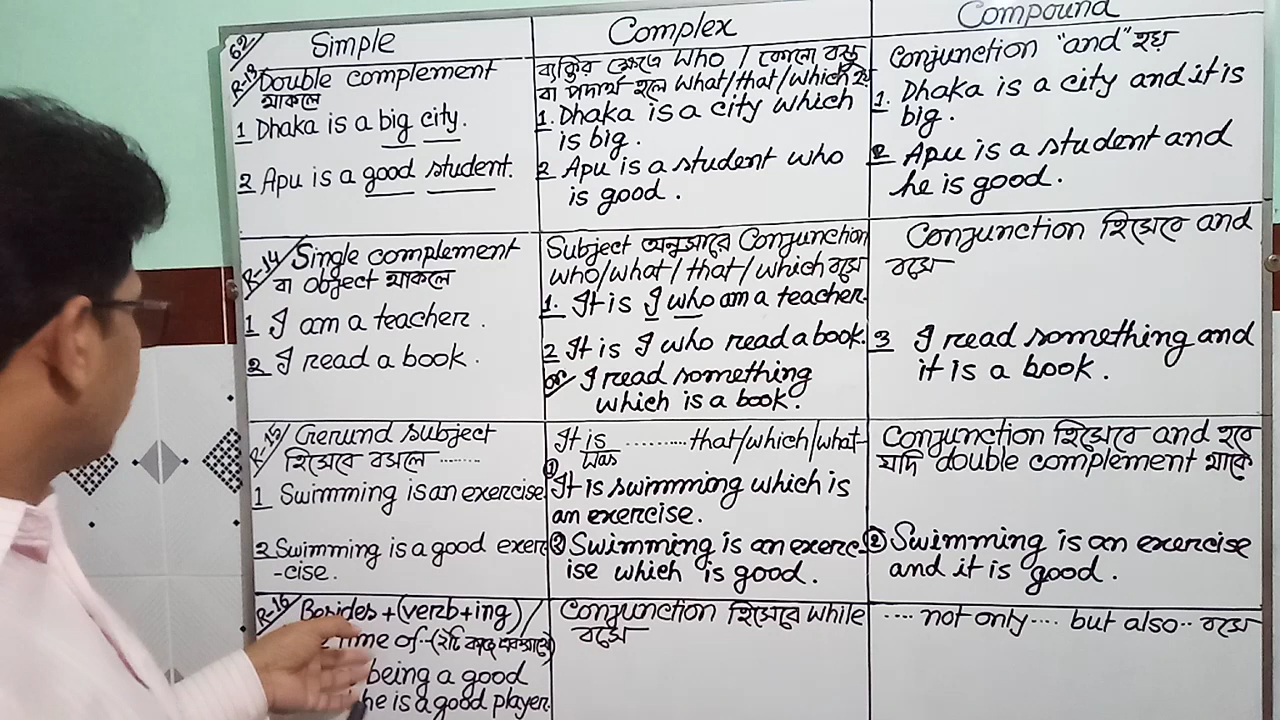 62
Simple
Complex
Compound
R-13 Double complement
থাকলে
1 Dhaka is a big city.
2 Apu is a good student.
ব্যক্তির ক্ষেত্রে Who / কোনো বস্তু
বা পদার্থ হলে what/that/which হয়
1. Dhaka is a city which
is big.
2 Apu is a student who
is good.
Conjunction "and" হয়
1. Dhaka is a city and it is
big.
2 Apu is a student and
he is good.
R-14 Single complement
বা object থাকলে
1 I am a teacher.
2 I read a book.
Subject অনুসারে Conjunction
who/what/that/which বসে
1. It is I who am a teacher.
2 It is I who read a book.
or I read something
which is a book.
Conjunction হিসেবে and
বসে
3 I read something and
it is a book.
R-15 Gerund subject
হিসেবে বসলে ........
1 Swimming is an exercise
2 Swimming is a good exer
-cise.
It is ......... that/which/what
was
① It is swimming which is
an exercise.
② Swimming is an exerc-
ise which is good.
Conjunction হিসেবে and হবে
যদি double complement থাকে
② Swimming is an exercise
and it is good.
R-16 Besides+(verb+ing) /
time of
being a good
he is a good player
Conjunction হিসেবে while
বসে
.... not only .... but also .. বসে